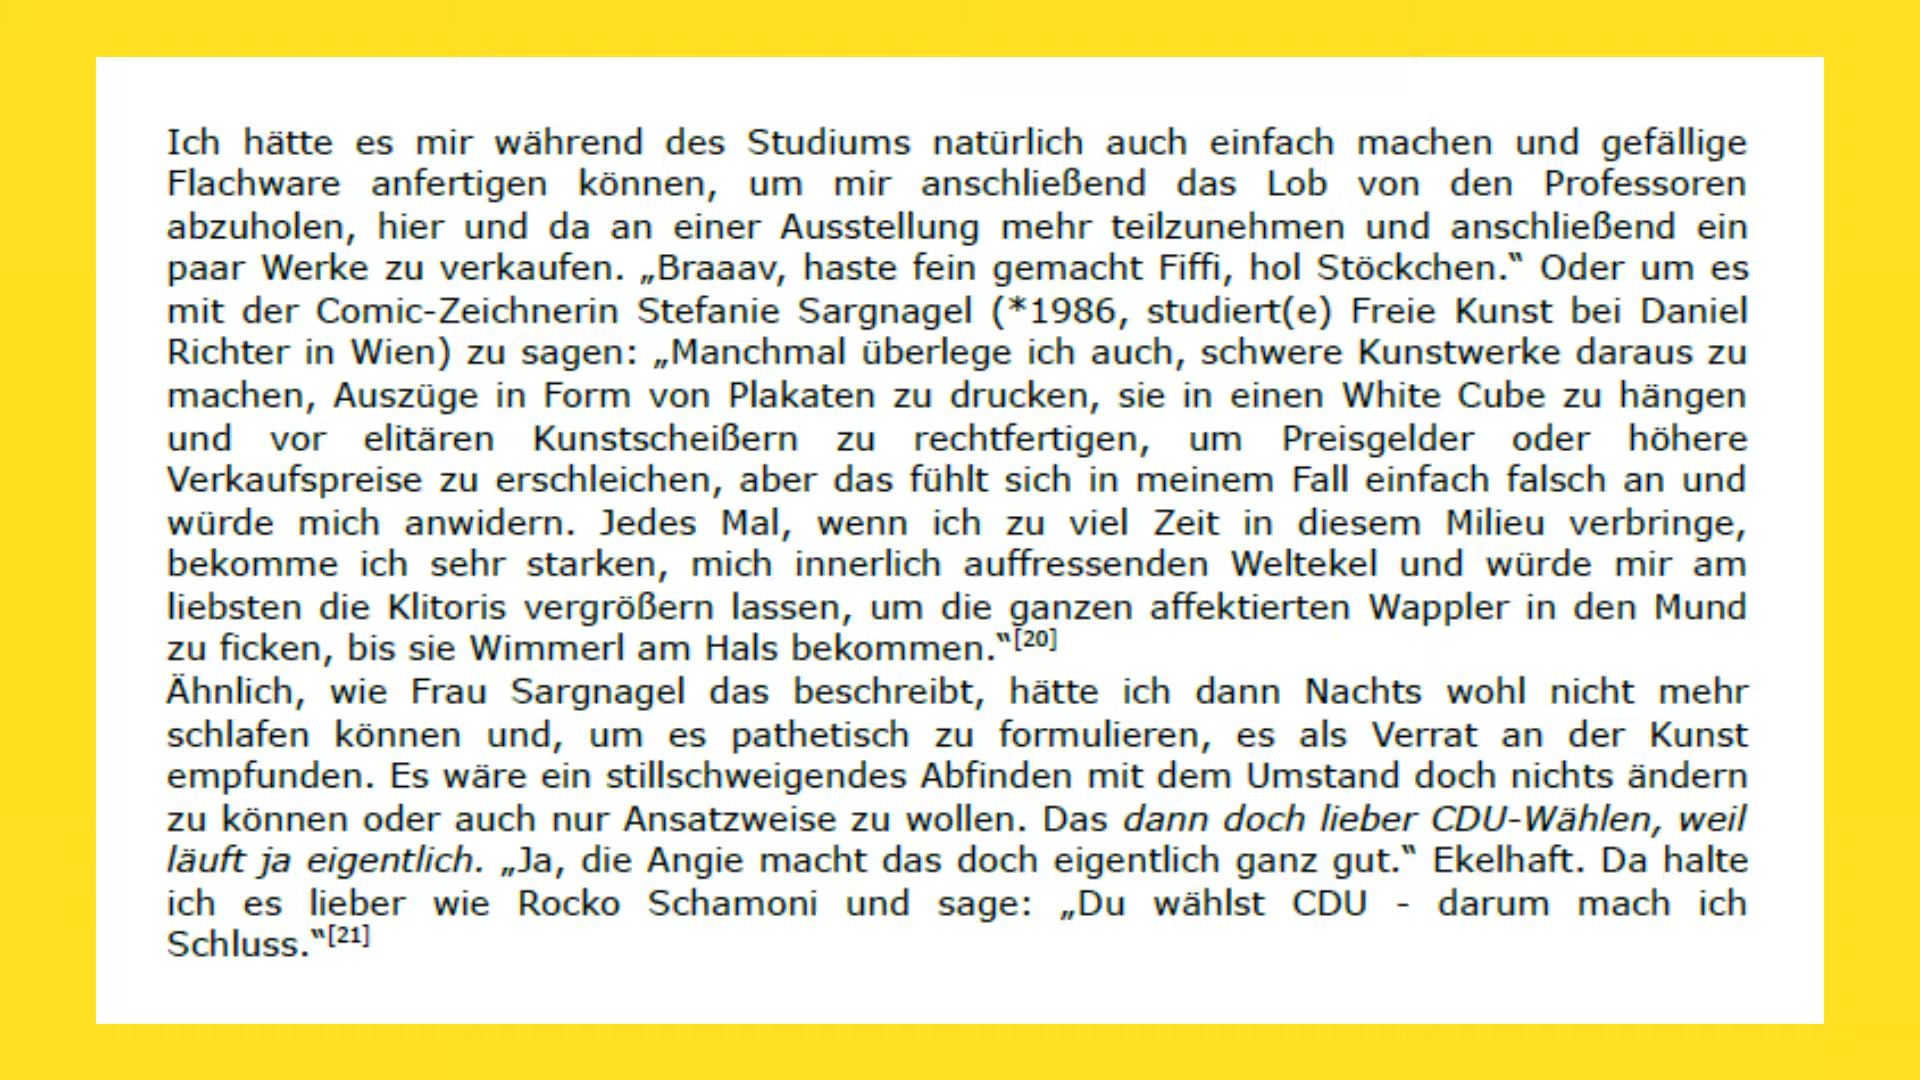 Ich hätte es mir während des Studiums natürlich auch einfach machen und gefällige
Flachware anfertigen können, um mir anschließend das Lob von den Professoren
abzuholen, hier und da an einer Ausstellung mehr teilzunehmen und anschließend ein
paar Werke zu verkaufen. „Braaav, haste fein gemacht Fiffi, hol Stöckchen.‟ Oder um es
mit der Comic-Zeichnerin Stefanie Sargnagel (*1986, studiert(e) Freie Kunst bei Daniel
Richter in Wien) zu sagen: „Manchmal überlege ich auch, schwere Kunstwerke daraus zu
machen, Auszüge in Form von Plakaten zu drucken, sie in einen White Cube zu hängen
und vor elitären Kunstscheißern zu rechtfertigen, um Preisgelder oder höhere
Verkaufspreise zu erschleichen, aber das fühlt sich in meinem Fall einfach falsch an und
würde mich anwidern. Jedes Mal, wenn ich zu viel Zeit in diesem Milieu verbringe,
bekomme ich sehr starken, mich innerlich auffressenden Weltekel und würde mir am
liebsten die Klitoris vergrößern lassen, um die ganzen affektierten Wappler in den Mund
zu ficken, bis sie Wimmerl am Hals bekommen.‟[20]
Ähnlich, wie Frau Sargnagel das beschreibt, hätte ich dann Nachts wohl nicht mehr
schlafen können und, um es pathetisch zu formulieren, es als Verrat an der Kunst
empfunden. Es wäre ein stillschweigendes Abfinden mit dem Umstand doch nichts ändern
zu können oder auch nur Ansatzweise zu wollen. Das dann doch lieber CDU-Wählen, weil
läuft ja eigentlich. „Ja, die Angie macht das doch eigentlich ganz gut.‟ Ekelhaft. Da halte
ich es lieber wie Rocko Schamoni und sage: „Du wählst CDU - darum mach ich
Schluss.‟[21]